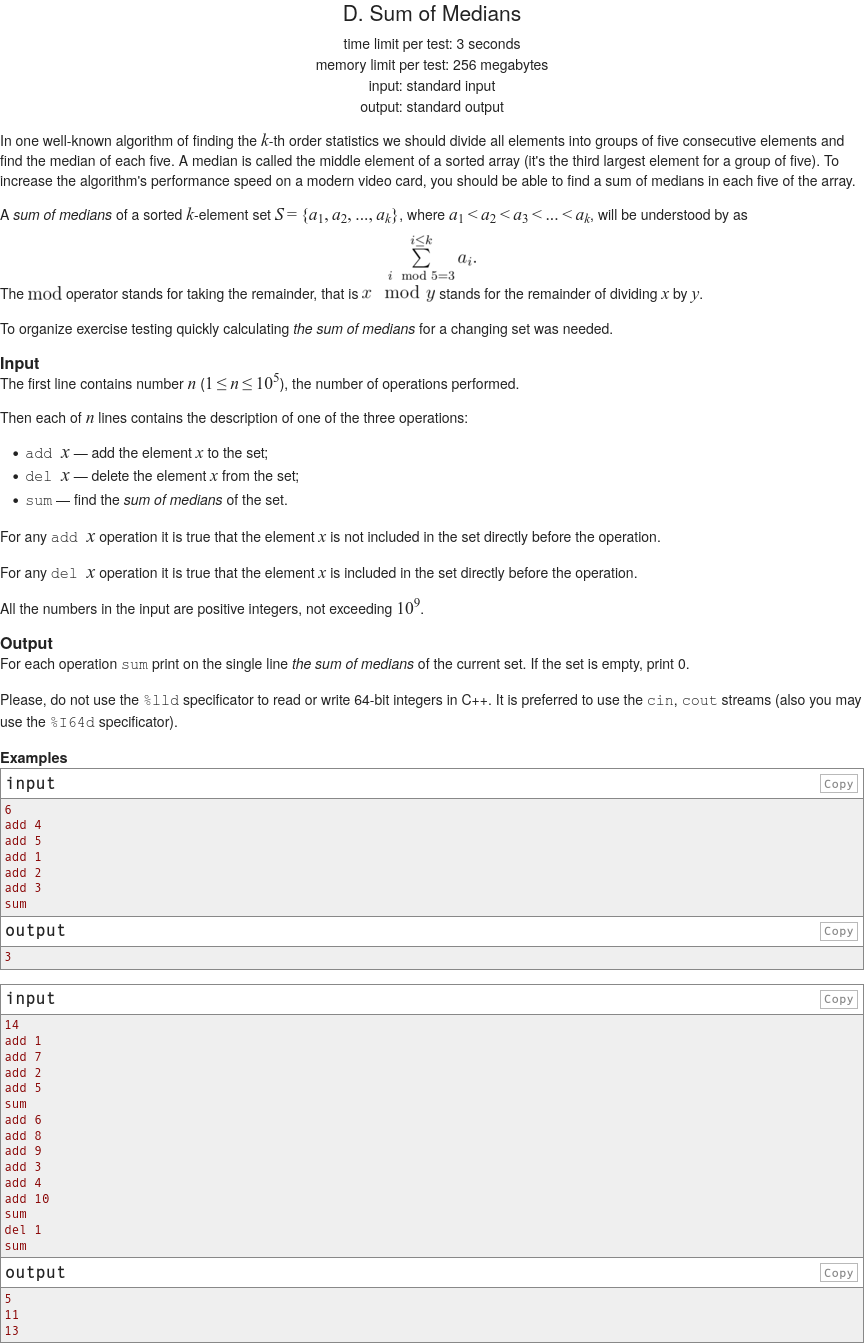 D. Sum of Medians
time limit per test: 3 seconds
memory limit per test: 256 megabytes
input: standard input
output: standard output
In one well-known algorithm of finding the k-th order statistics we should divide all elements into groups of five consecutive elements and
find the median of each five. A median is called the middle element of a sorted array (it's the third largest element for a group of five). To
increase the algorithm's performance speed on a modern video card, you should be able to find a sum of medians in each five of the array.
A sum of medians of a sorted k-element set S = {a1, a2, ..., ak}, where a1 < a2 < a3 < ... < ak, will be understood by as
i≤k
∑ ai.
i mod 5=3
The mod operator stands for taking the remainder, that is x mod y stands for the remainder of dividing x by y.
To organize exercise testing quickly calculating the sum of medians for a changing set was needed.
Input
The first line contains number n (1 ≤ n ≤ 10^5), the number of operations performed.
Then each of n lines contains the description of one of the three operations:
• add x — add the element x to the set;
• del x — delete the element x from the set;
• sum — find the sum of medians of the set.
For any add x operation it is true that the element x is not included in the set directly before the operation.
For any del x operation it is true that the element x is included in the set directly before the operation.
All the numbers in the input are positive integers, not exceeding 10^9.
Output
For each operation sum print on the single line the sum of medians of the current set. If the set is empty, print 0.
Please, do not use the %lld specificator to read or write 64-bit integers in C++. It is preferred to use the cin, cout streams (also you may
use the %I64d specificator).
Examples
input Copy
6
add 4
add 5
add 1
add 2
add 3
sum
output Copy
3
input Copy
14
add 1
add 7
add 2
add 5
sum
add 6
add 8
add 9
add 3
add 4
add 10
sum
del 1
sum
output Copy
5
11
13